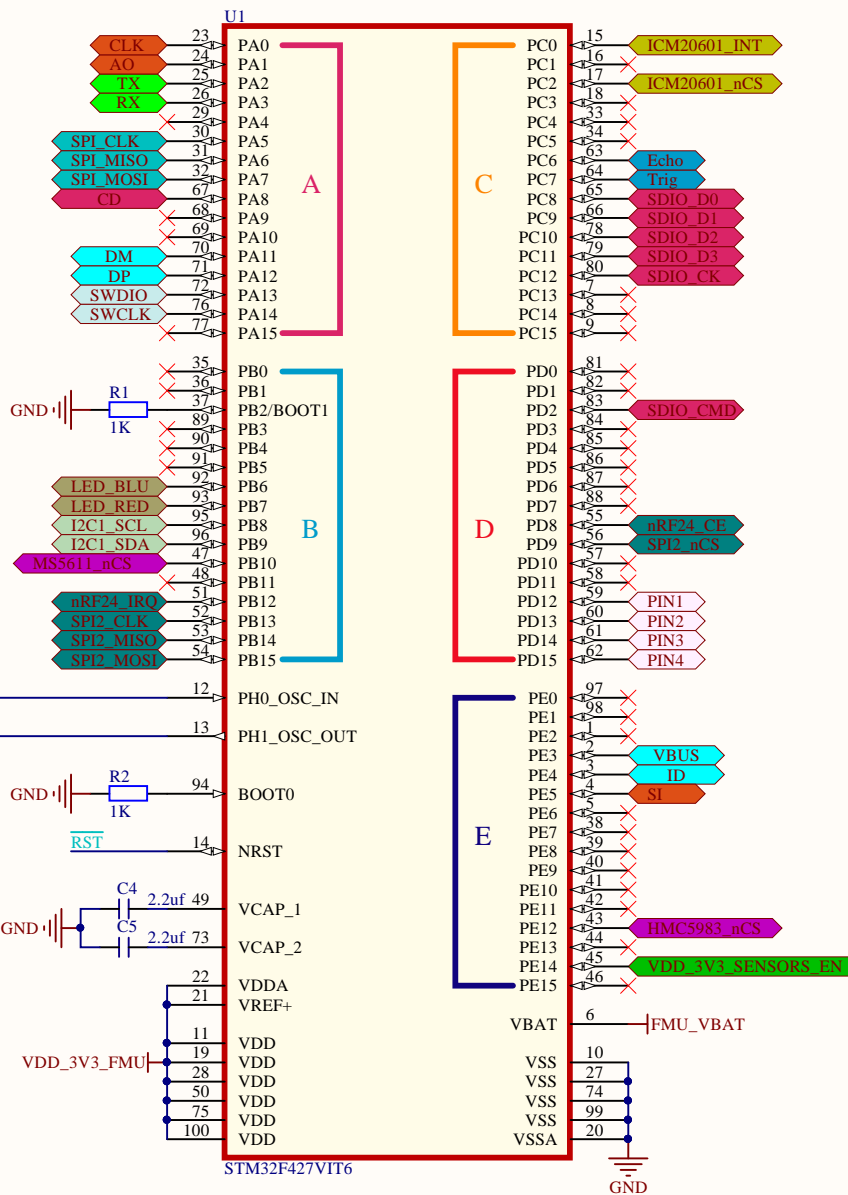 U1
CLK 23 PA0 PC0 15 ICM20601_INT
AO 24 PA1 PC1 16
TX 25 PA2 PC2 17 ICM20601_nCS
RX 26 PA3 PC3 18
29 PA4 PC4 33
SPI_CLK 30 PA5 PC5 34
SPI_MISO 31 PA6 PC6 63 Echo
SPI_MOSI 32 PA7 A C PC7 64 Trig
CD 67 PA8 PC8 65 SDIO_D0
68 PA9 PC9 66 SDIO_D1
69 PA10 PC10 78 SDIO_D2
DM 70 PA11 PC11 79 SDIO_D3
DP 71 PA12 PC12 80 SDIO_CK
SWDIO 72 PA13 PC13 7
SWCLK 76 PA14 PC14 8
77 PA15 PC15 9
35 PB0 PD0 81
36 PB1 PD1 82
GND R1 1K 37 PB2/BOOT1 PD2 83 SDIO_CMD
89 PB3 PD3 84
90 PB4 PD4 85
91 PB5 PD5 86
LED_BLU 92 PB6 PD6 87
LED_RED 93 PB7 PD7 88
I2C1_SCL 95 PB8 B D PD8 55 nRF24_CE
I2C1_SDA 96 PB9 PD9 56 SPI2_nCS
MS5611_nCS 47 PB10 PD10 57
48 PB11 PD11 58
nRF24_IRQ 51 PB12 PD12 59 PIN1
SPI2_CLK 52 PB13 PD13 60 PIN2
SPI2_MISO 53 PB14 PD14 61 PIN3
SPI2_MOSI 54 PB15 PD15 62 PIN4
12 PH0_OSC_IN PE0 97
PE1 98
13 PH1_OSC_OUT PE2 1
PE3 2 VBUS
PE4 3 ID
GND R2 1K 94 BOOT0 PE5 4 SI
PE6 5
PE7 38
RST 14 NRST E PE8 39
PE9 40
PE10 41
C4 2.2uf 49 VCAP_1 PE11 42
GND PE12 43 HMC5983_nCS
C5 2.2uf 73 VCAP_2 PE13 44
PE14 45 VDD_3V3_SENSORS_EN
22 VDDA PE15 46
21 VREF+
VBAT 6 FMU_VBAT
11 VDD
VDD_3V3_FMU 19 VDD VSS 10
28 VDD VSS 27
50 VDD VSS 74
75 VDD VSS 99
100 VDD VSSA 20
STM32F427VIT6
GND